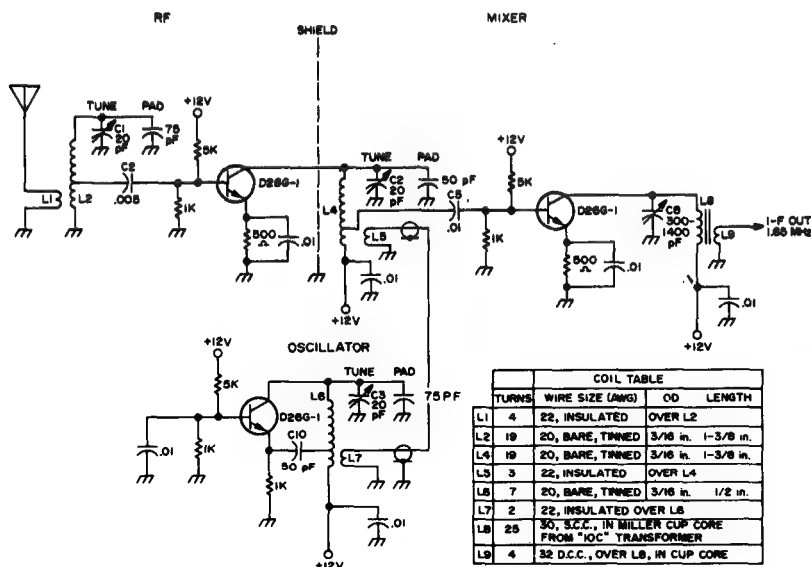 RF
SHIELD
MIXER
+12V
TUNE
PAD
C1
20
pF
75
pF
5K
C2
.005
D26G-1
L1
L2
1K
500
Ω
.01
TUNE
PAD
C2
20
pF
50 pF
L4
L5
.01
+12V
C5
.01
+12V
5K
1K
D26G-1
500
Ω
.01
C6
300-
1400
pF
L8
L9
1-F OUT
1.65 MHz
.01
+12V
OSCILLATOR
+12V
5K
.01
1K
D26G-1
C10
50 pF
1K
L6
TUNE
PAD
C3
20
pF
75PF
L7
.01
+12V
COIL TABLE
TURNS WIRE SIZE (AWG) OD LENGTH
L1 4 22, INSULATED OVER L2
L2 19 20, BARE, TINNED 3/16 in. 1-3/8 in.
L4 19 20, BARE, TINNED 3/16 in. 1-3/8 in.
L5 3 22, INSULATED OVER L4
L6 7 20, BARE, TINNED 3/16 in. 1/2 in.
L7 2 22, INSULATED OVER L6
L8 25 30, S.C.C., IN MILLER CUP CORE
FROM "10C" TRANSFORMER
L9 4 32 D.C.C., OVER L8, IN CUP CORE